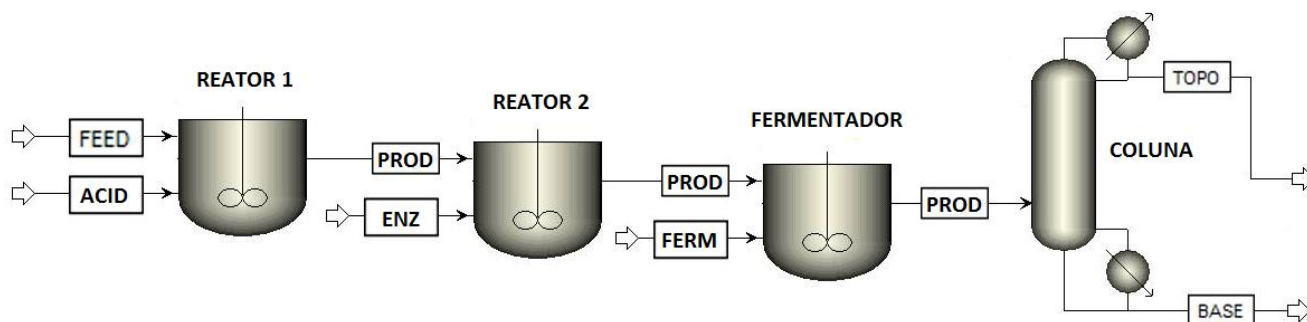 REATOR 1
FEED
ACID
PROD
REATOR 2
ENZ
PROD
FERMENTADOR
FERM
PROD
COLUNA
TOPO
BASE